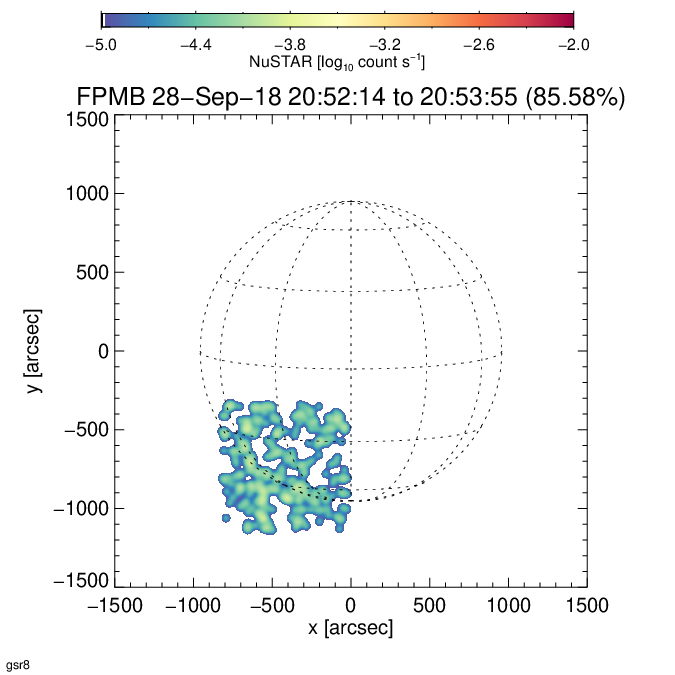 −5.0 −4.4 −3.8 −3.2 −2.6 −2.0
NuSTAR [log10 count s−1]
FPMB 28−Sep−18 20:52:14 to 20:53:55 (85.58%)
1500
1000
500
0
−500
−1000
−1500
y [arcsec]
−1500 −1000 −500 0 500 1000 1500
x [arcsec]
gsr8